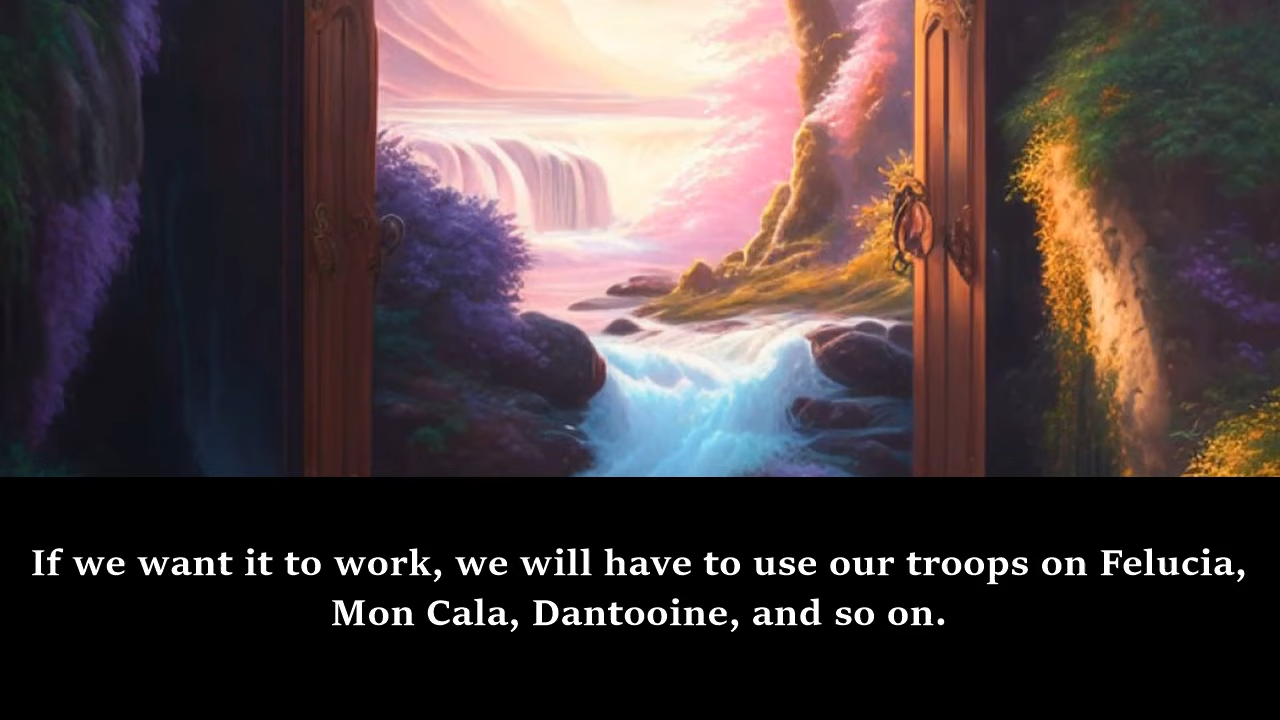 If we want it to work, we will have to use our troops on Felucia,
Mon Cala, Dantooine, and so on.